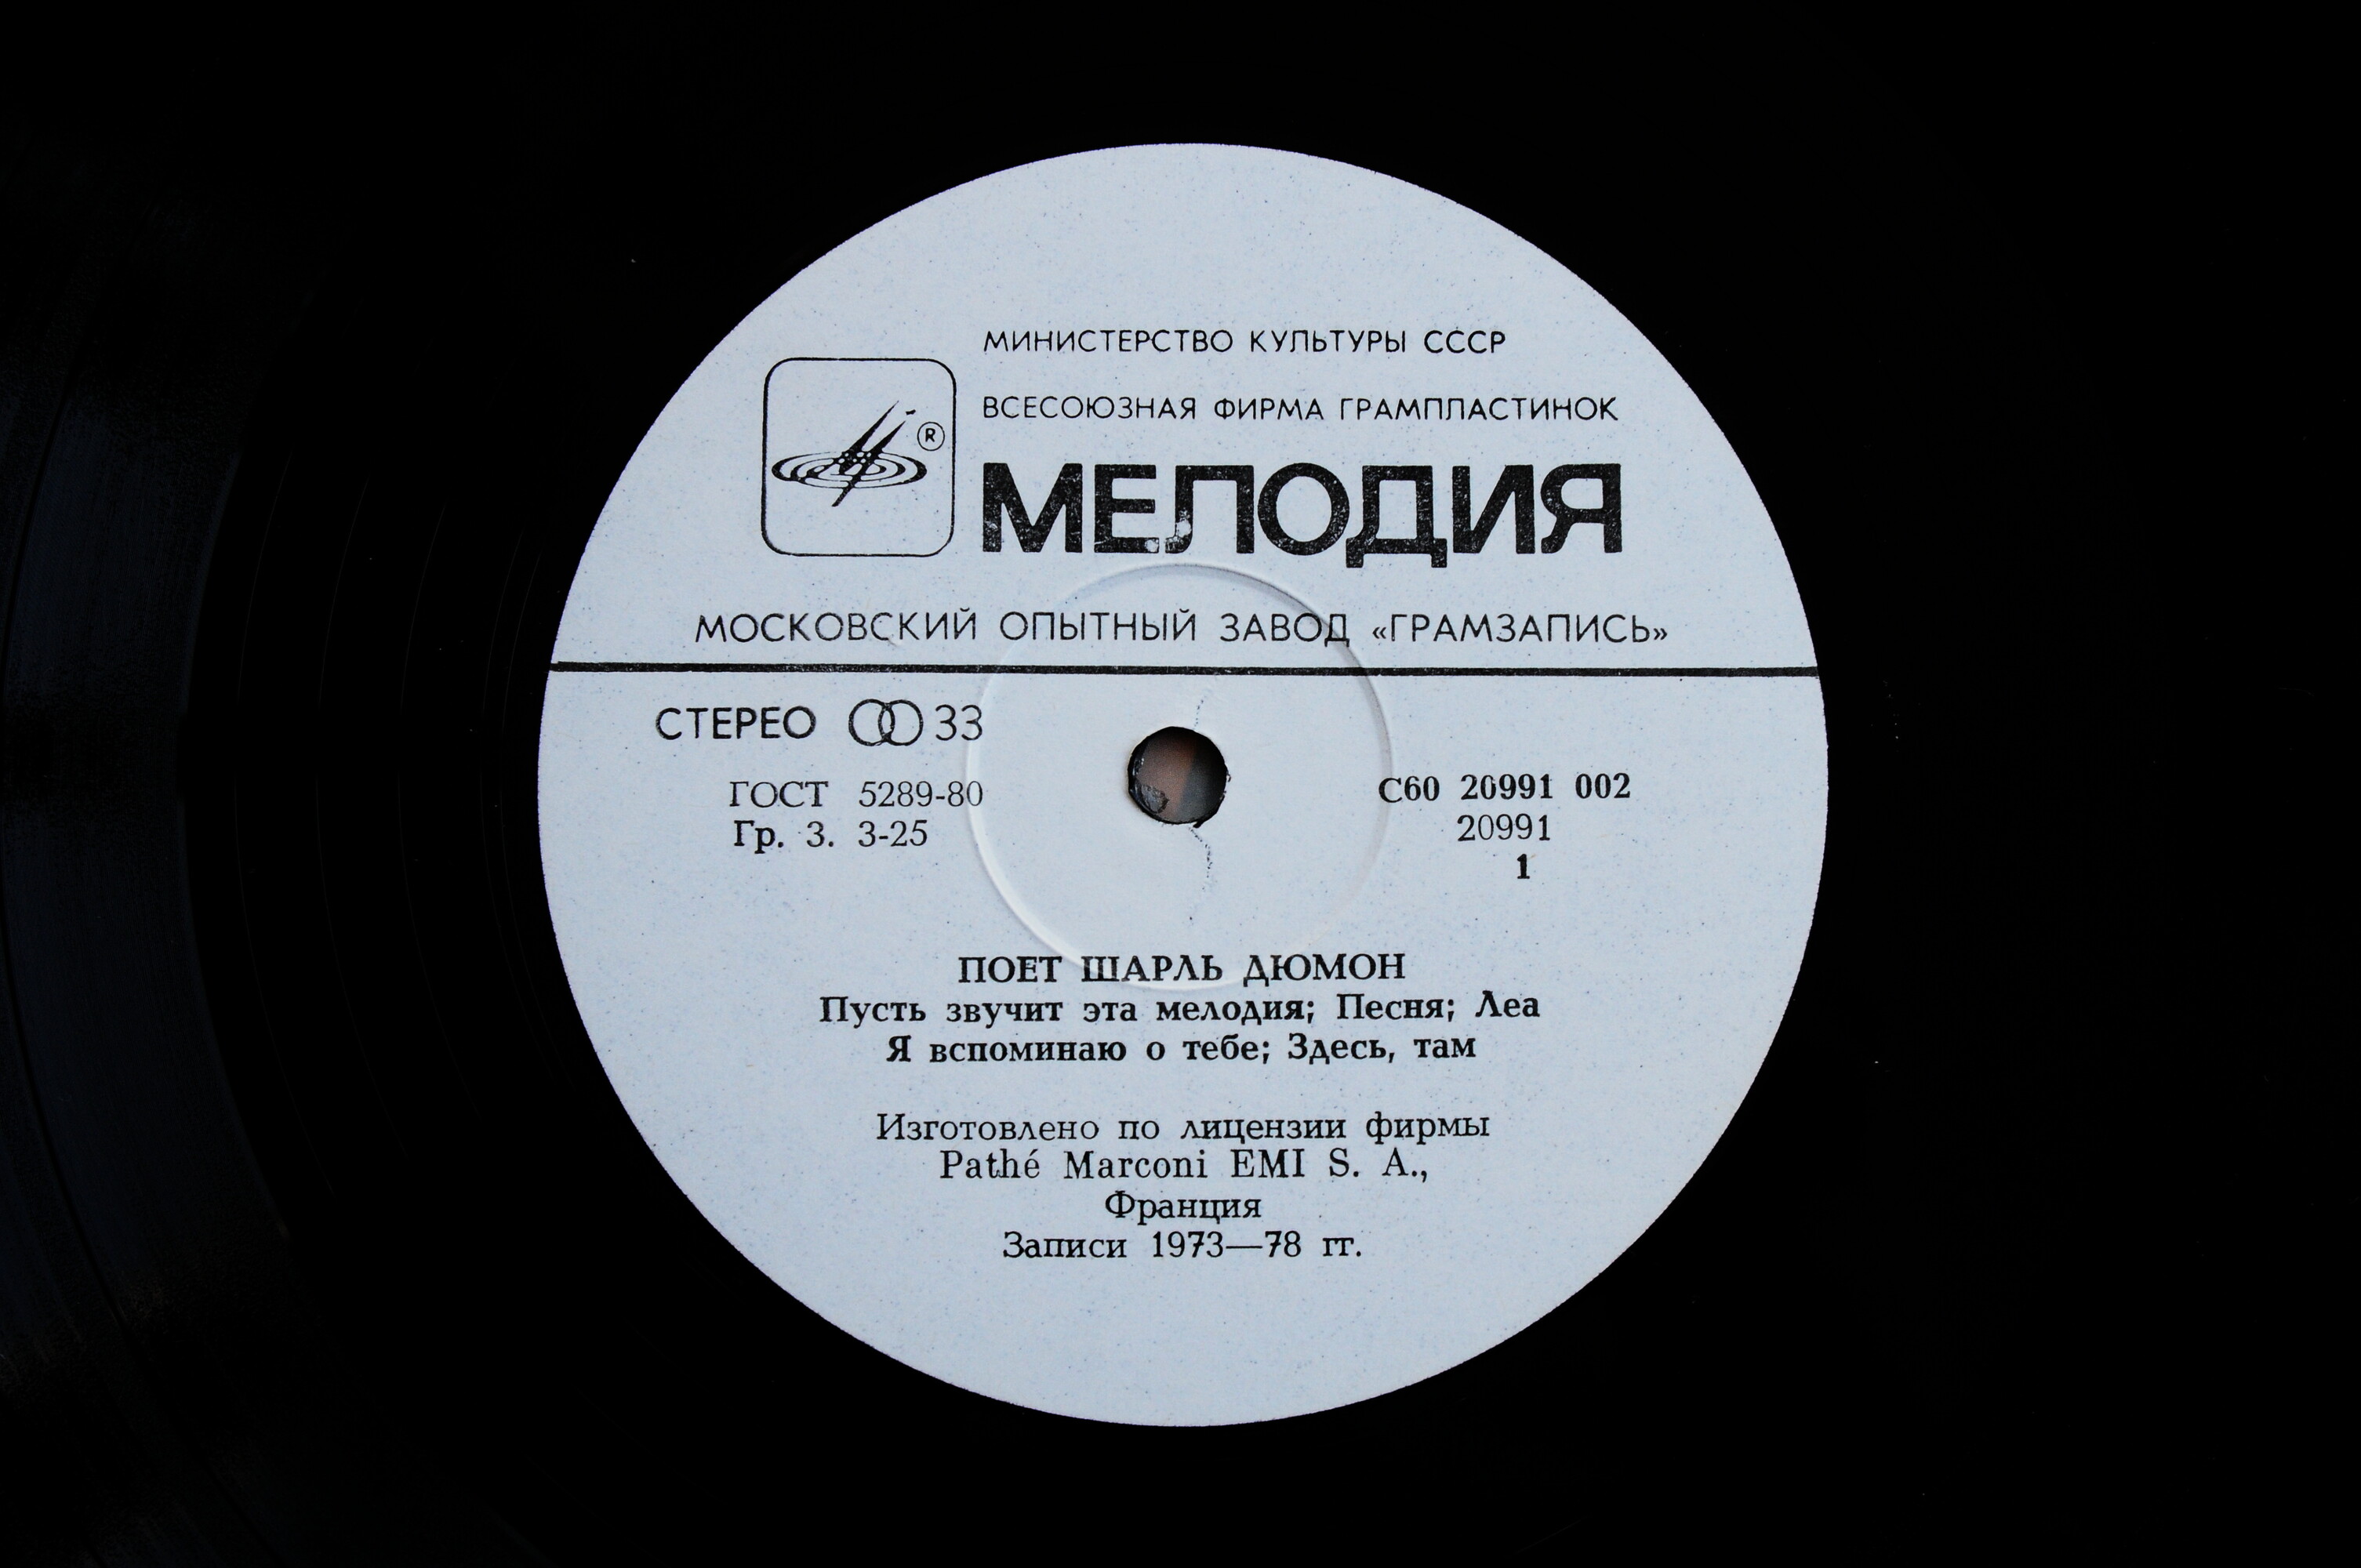 МИНИСТЕРСТВО КУЛЬТУРЫ СССР
ВСЕСОЮЗНАЯ ФИРМА ГРАМПЛАСТИНОК
®
МЕЛОДИЯ
МОСКОВСКИЙ ОПЫТНЫЙ ЗАВОД «ГРАМЗАПИСЬ»
СТЕРЕО 33
ГОСТ 5289-80
Гр. 3. 3-25
С60 20991 002
20991
1
ПОЕТ ШАРЛЬ ДЮМОН
Пусть звучит эта мелодия; Песня; Леа
Я вспоминаю о тебе; Здесь, там
Изготовлено по лицензии фирмы
Pathé Marconi EMI S. A.,
Франция
Записи 1973—78 гг.